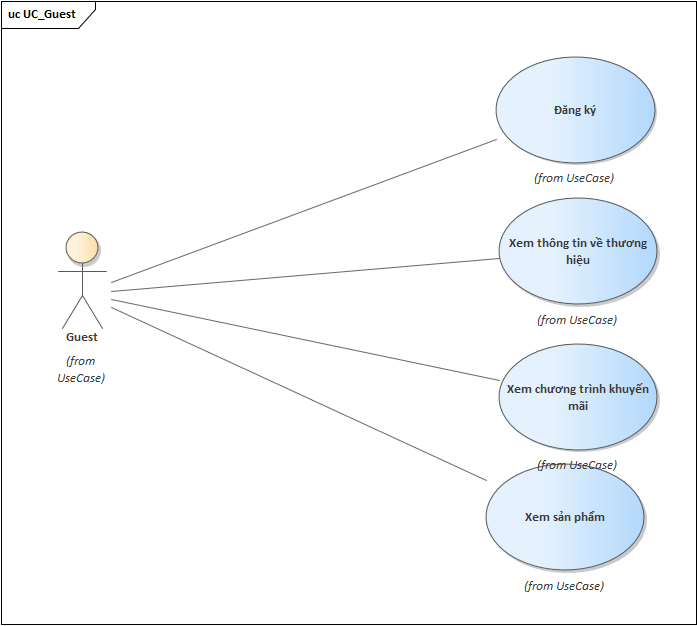 uc UC_Guest
Đăng ký
(from UseCase)
Xem thông tin về thương
hiệu
(from UseCase)
Guest
(from
UseCase)
Xem chương trình khuyến
mãi
(from UseCase)
Xem sản phẩm
(from UseCase)